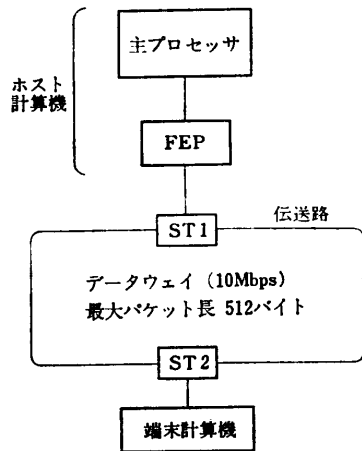 主プロセッサ
ホスト
計算機
FEP
ST1
伝送路
データウェイ (10Mbps)
最大パケット長 512バイト
ST2
端末計算機